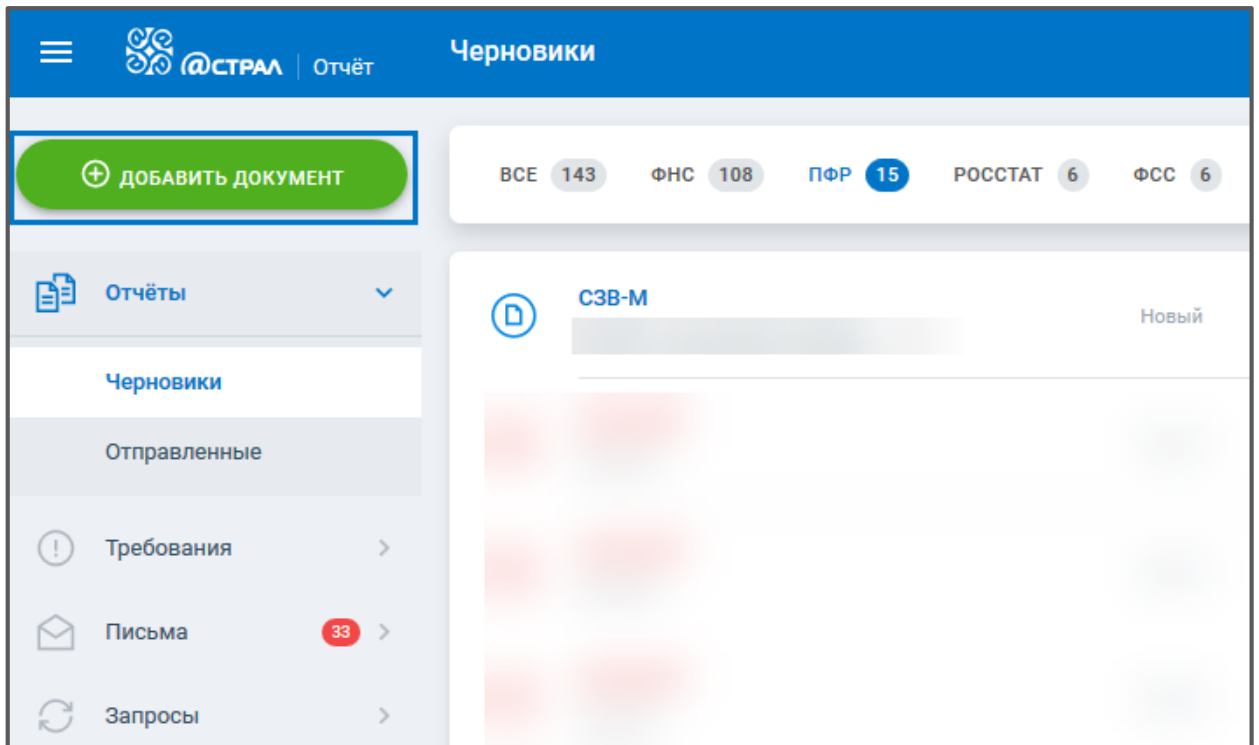 @СТРАЛ | Отчёт
Черновики
ДОБАВИТЬ ДОКУМЕНТ
ВСЕ 143 ФНС 108 ПФР 15 РОССТАТ 6 ФСС 6
Отчёты
Черновики
Отправленные
Требования
Письма 33
Запросы
СЗВ-М
Новый